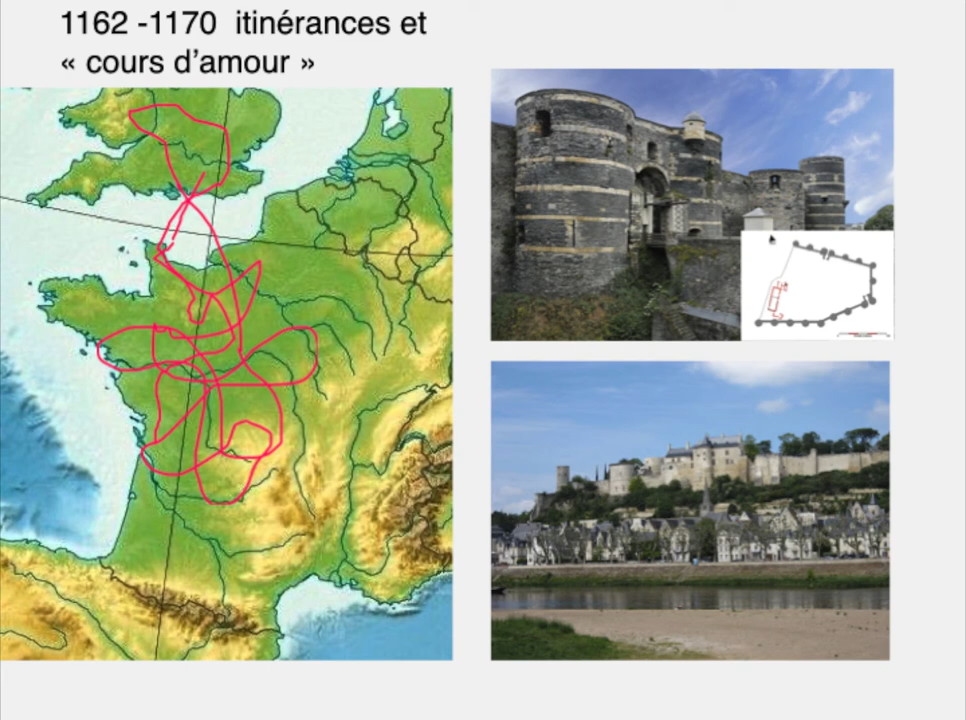 1162 -1170  itinérances et
« cours d’amour »